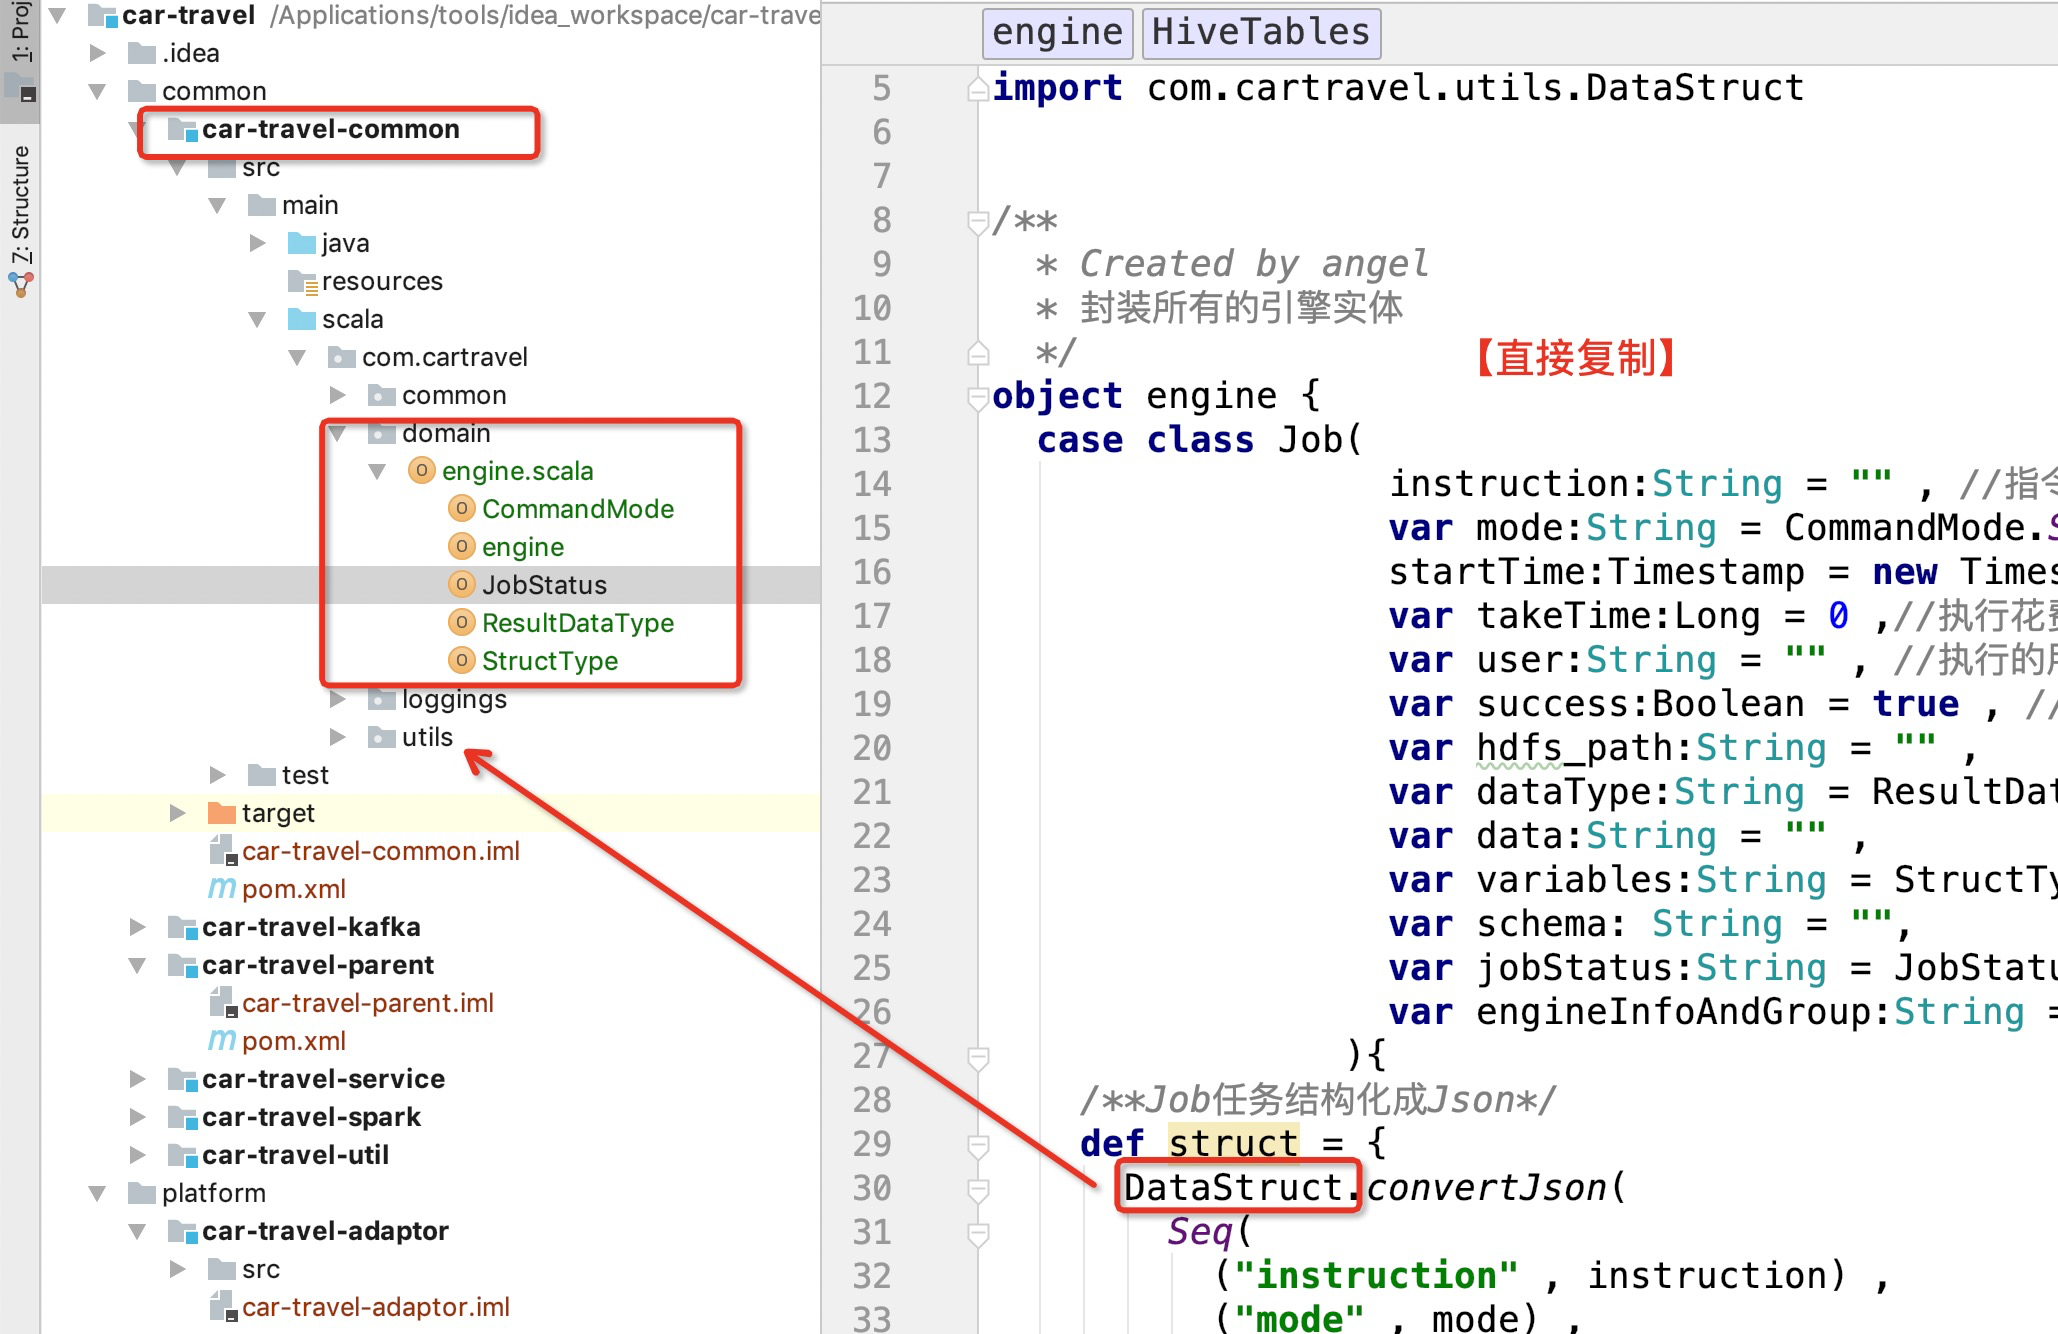 1: Proj
7: Structure
car-travel /Applications/tools/idea_workspace/car-trave
.idea
common
car-travel-common
src
main
java
resources
scala
com.cartravel
common
domain
engine.scala
CommandMode
engine
JobStatus
ResultDataType
StructType
loggings
utils
test
target
car-travel-common.iml
pom.xml
car-travel-kafka
car-travel-parent
car-travel-parent.iml
pom.xml
car-travel-service
car-travel-spark
car-travel-util
platform
car-travel-adaptor
src
car-travel-adaptor.iml
engine HiveTables
5 import com.cartravel.utils.DataStruct
6
7
8 /**
9 * Created by angel
10 * 封装所有的引擎实体
11 */
【直接复制】
12 object engine {
13 case class Job(
14 instruction:String = "" , //指令
15 var mode:String = CommandMode.S
16 startTime:Timestamp = new Times
17 var takeTime:Long = 0 ,//执行花费
18 var user:String = "" , //执行的用
19 var success:Boolean = true , //
20 var hdfs_path:String = "" ,
21 var dataType:String = ResultDat
22 var data:String = "" ,
23 var variables:String = StructTy
24 var schema: String = "",
25 var jobStatus:String = JobStatu
26 var engineInfoAndGroup:String =
27 ){
28 /**Job任务结构化成Json*/
29 def struct = {
30 DataStruct.convertJson(
31 Seq(
32 ("instruction" , instruction) ,
33 ("mode" , mode) ,